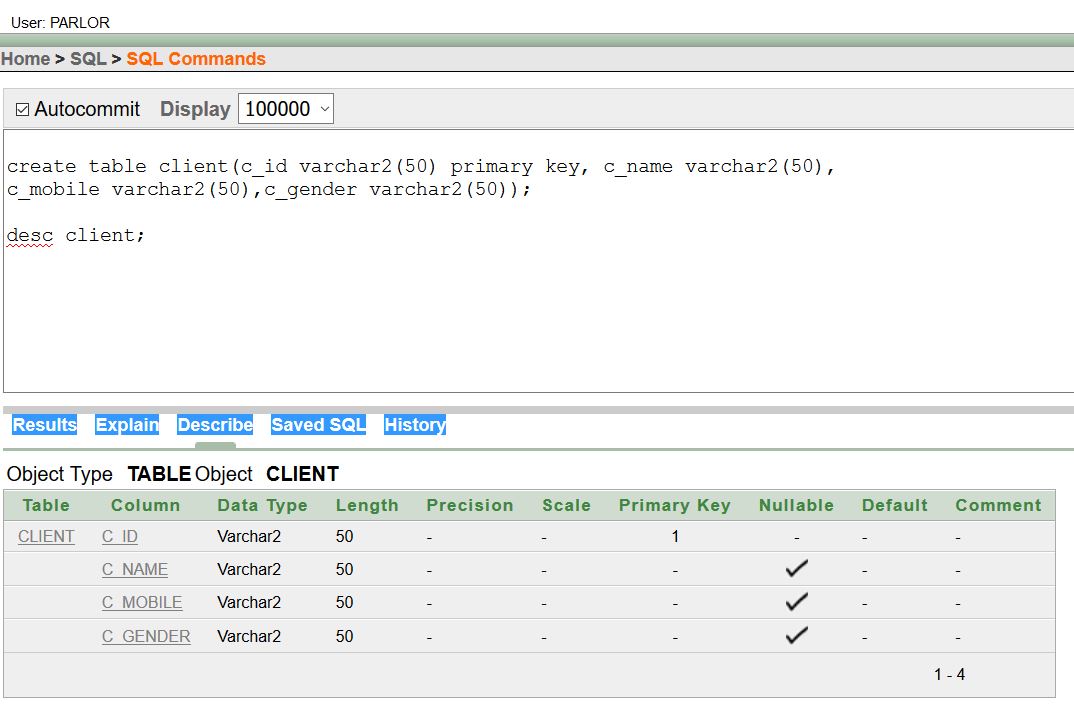 User: PARLOR
Home > SQL > SQL Commands
Autocommit Display 100000
create table client(c_id varchar2(50) primary key, c_name varchar2(50),
c_mobile varchar2(50),c_gender varchar2(50));
desc client;
Results Explain Describe Saved SQL History
Object Type TABLE Object CLIENT
Table Column Data Type Length Precision Scale Primary Key Nullable Default Comment
CLIENT C_ID Varchar2 50 - - 1 - - -
C_NAME Varchar2 50 - - - - -
C_MOBILE Varchar2 50 - - - - -
C_GENDER Varchar2 50 - - - - -
1 - 4